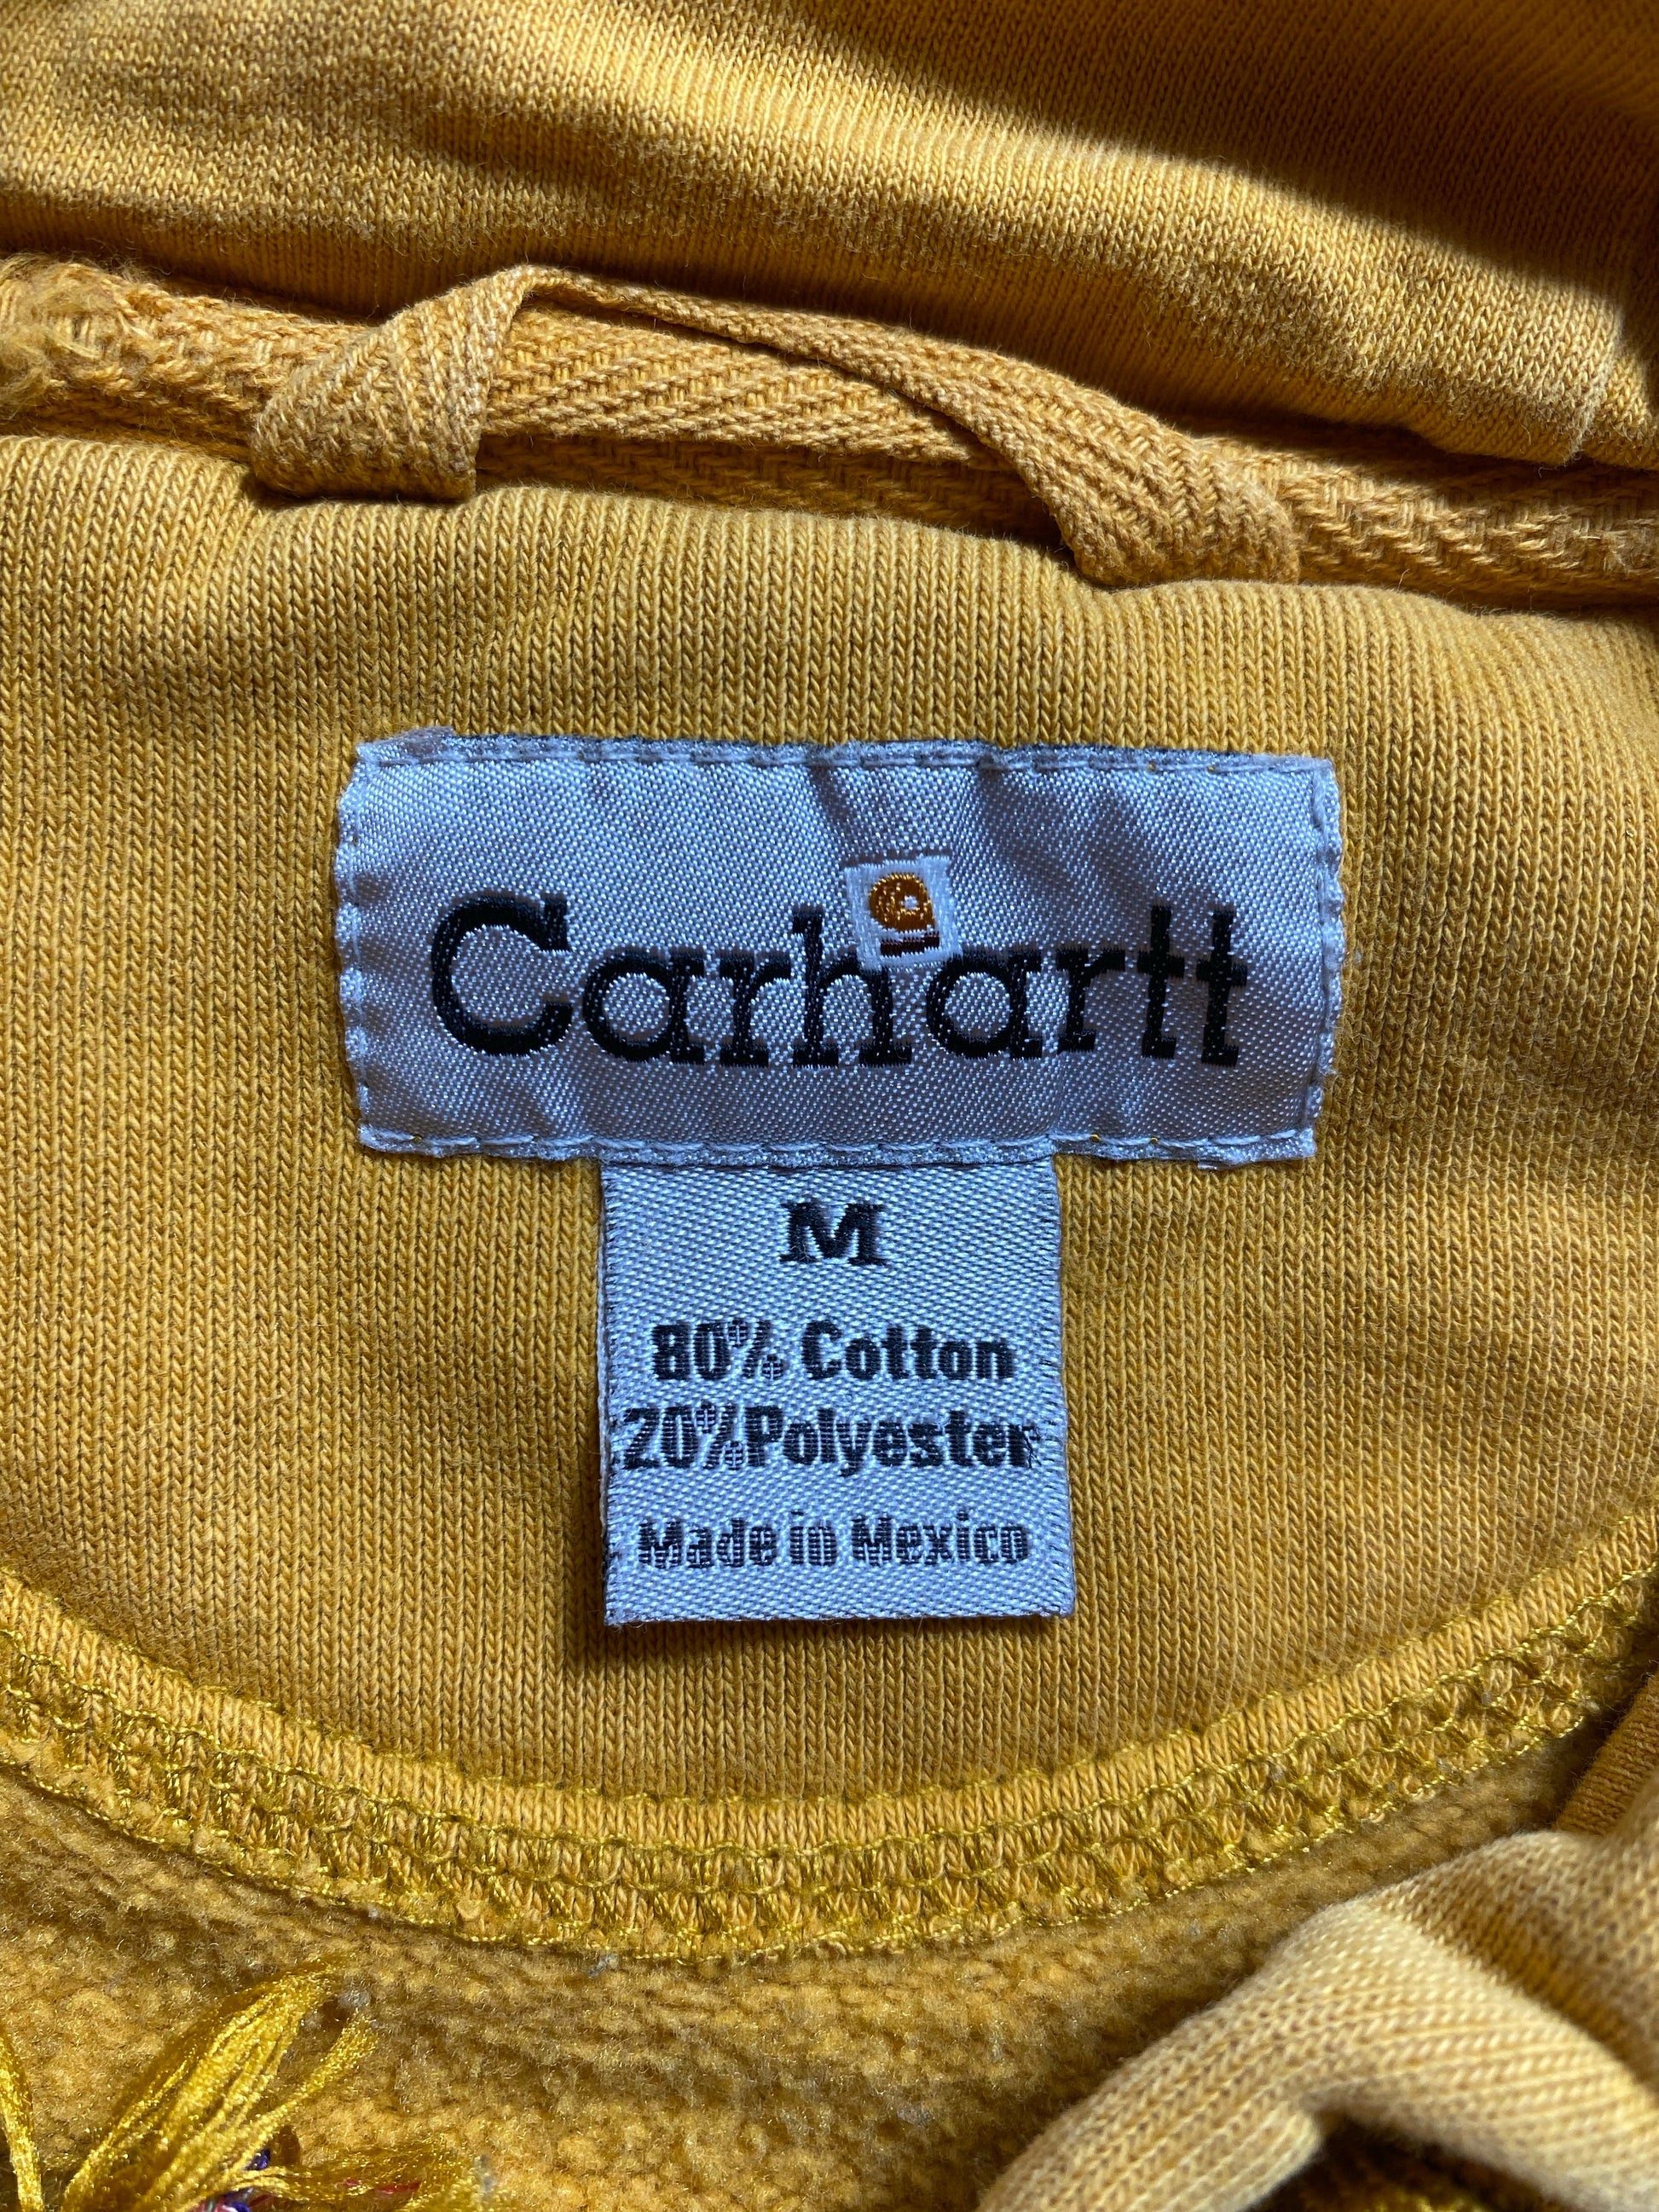 Carhartt
M
80% Cotton
20%Polyester
Made in Mexico